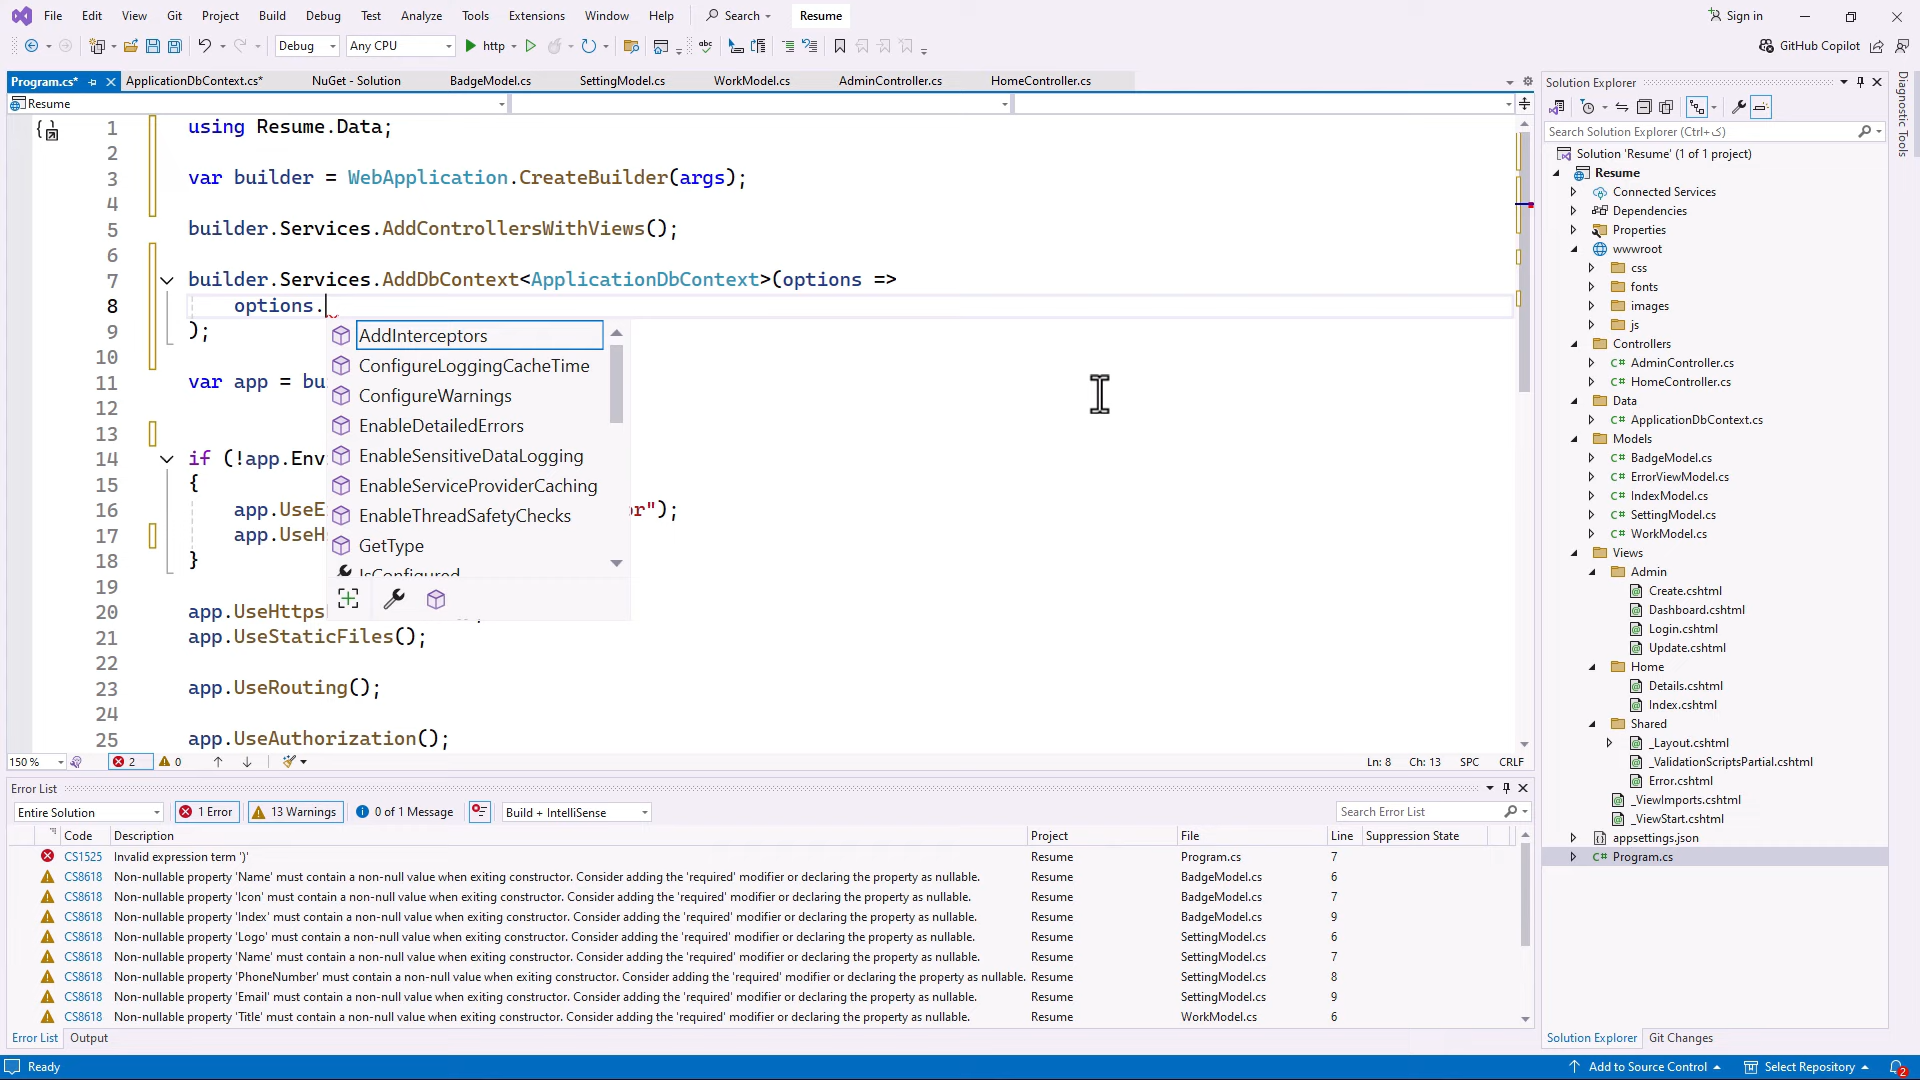 File Edit View Git Project Build Debug Test Analyze Tools Extensions Window Help Search Resume Sign in
Debug Any CPU http GitHub Copilot
Program.cs* ApplicationDbContext.cs* NuGet - Solution BadgeModel.cs SettingModel.cs WorkModel.cs AdminController.cs HomeController.cs
Resume
1 using Resume.Data;
2
3 var builder = WebApplication.CreateBuilder(args);
4
5 builder.Services.AddControllersWithViews();
6
7 builder.Services.AddDbContext<ApplicationDbContext>(options =>
8 options.
9 );
10
11 var app = bu
12
13
14 if (!app.Env
15 {
16 app.UseE or");
17 app.UseH
18 }
19
20 app.UseHttps
21 app.UseStaticFiles();
22
23 app.UseRouting();
24
25 app.UseAuthorization();
AddInterceptors
ConfigureLoggingCacheTime
ConfigureWarnings
EnableDetailedErrors
EnableSensitiveDataLogging
EnableServiceProviderCaching
EnableThreadSafetyChecks
GetType
IsConfigured
150 % 2 0 Ln: 8 Ch: 13 SPC CRLF
Error List
Entire Solution 1 Error 13 Warnings 0 of 1 Message Build + IntelliSense Search Error List
Code Description Project File Line Suppression State
CS1525 Invalid expression term ')' Resume Program.cs 7
CS8618 Non-nullable property 'Name' must contain a non-null value when exiting constructor. Consider adding the 'required' modifier or declaring the property as nullable. Resume BadgeModel.cs 6
CS8618 Non-nullable property 'Icon' must contain a non-null value when exiting constructor. Consider adding the 'required' modifier or declaring the property as nullable. Resume BadgeModel.cs 7
CS8618 Non-nullable property 'Index' must contain a non-null value when exiting constructor. Consider adding the 'required' modifier or declaring the property as nullable. Resume BadgeModel.cs 9
CS8618 Non-nullable property 'Logo' must contain a non-null value when exiting constructor. Consider adding the 'required' modifier or declaring the property as nullable. Resume SettingModel.cs 6
CS8618 Non-nullable property 'Name' must contain a non-null value when exiting constructor. Consider adding the 'required' modifier or declaring the property as nullable. Resume SettingModel.cs 7
CS8618 Non-nullable property 'PhoneNumber' must contain a non-null value when exiting constructor. Consider adding the 'required' modifier or declaring the property as nullable. Resume SettingModel.cs 8
CS8618 Non-nullable property 'Email' must contain a non-null value when exiting constructor. Consider adding the 'required' modifier or declaring the property as nullable. Resume SettingModel.cs 9
CS8618 Non-nullable property 'Title' must contain a non-null value when exiting constructor. Consider adding the 'required' modifier or declaring the property as nullable. Resume WorkModel.cs 6
Error List Output
Solution Explorer
Search Solution Explorer (Ctrl+ک)
Solution 'Resume' (1 of 1 project)
Resume
Connected Services
Dependencies
Properties
wwwroot
css
fonts
images
js
Controllers
C# AdminController.cs
C# HomeController.cs
Data
C# ApplicationDbContext.cs
Models
C# BadgeModel.cs
C# ErrorViewModel.cs
C# IndexModel.cs
C# SettingModel.cs
C# WorkModel.cs
Views
Admin
Create.cshtml
Dashboard.cshtml
Login.cshtml
Update.cshtml
Home
Details.cshtml
Index.cshtml
Shared
_Layout.cshtml
_ValidationScriptsPartial.cshtml
Error.cshtml
_ViewImports.cshtml
_ViewStart.cshtml
appsettings.json
C# Program.cs
Solution Explorer Git Changes
Diagnostic Tools
Ready Add to Source Control Select Repository 2